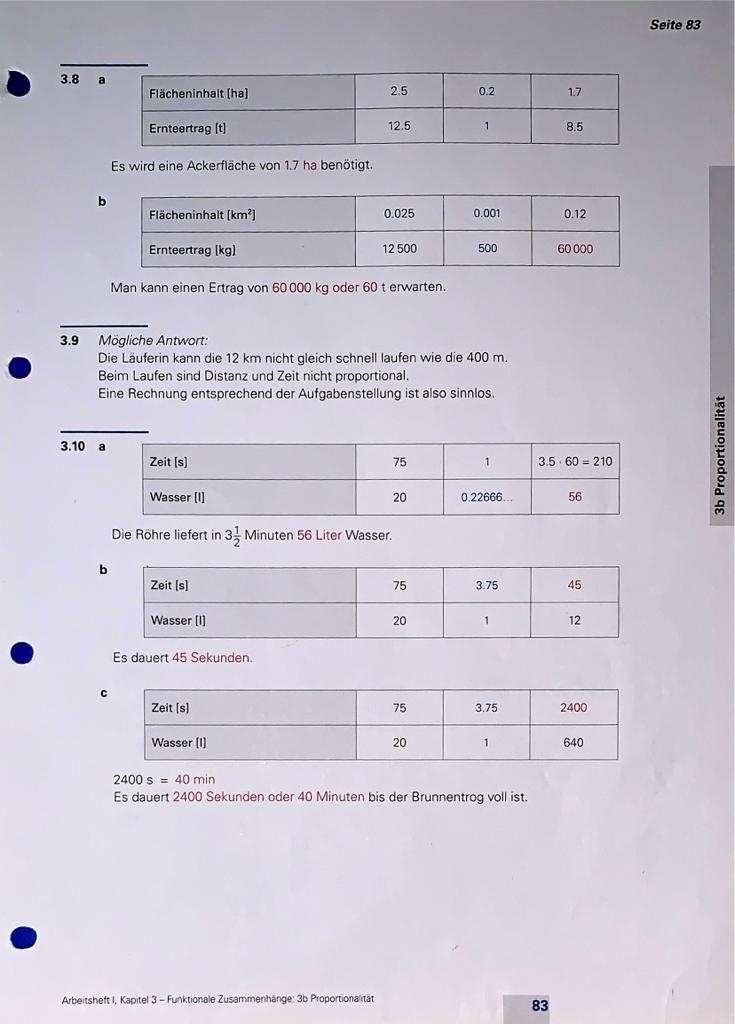 Seite 83
3.8 a
Flächeninhalt [ha] 2.5 0.2 1.7
Ernteertrag [t] 12.5 1 8.5
Es wird eine Ackerfläche von 1.7 ha benötigt.
b
Flächeninhalt [km²] 0.025 0.001 0.12
Ernteertrag [kg] 12 500 500 60 000
Man kann einen Ertrag von 60 000 kg oder 60 t erwarten.
3.9 Mögliche Antwort:
Die Läuferin kann die 12 km nicht gleich schnell laufen wie die 400 m.
Beim Laufen sind Distanz und Zeit nicht proportional.
Eine Rechnung entsprechend der Aufgabenstellung ist also sinnlos.
3.10 a
Zeit [s] 75 1 3.5 · 60 = 210
Wasser [l] 20 0.22666... 56
Die Röhre liefert in 3½ Minuten 56 Liter Wasser.
b
Zeit [s] 75 3.75 45
Wasser [l] 20 1 12
Es dauert 45 Sekunden.
c
Zeit [s] 75 3.75 2400
Wasser [l] 20 1 640
2400 s = 40 min
Es dauert 2400 Sekunden oder 40 Minuten bis der Brunnentrog voll ist.
3b Proportionalität
Arbeitsheft I, Kapitel 3 – Funktionale Zusammenhänge: 3b Proportionalität
83